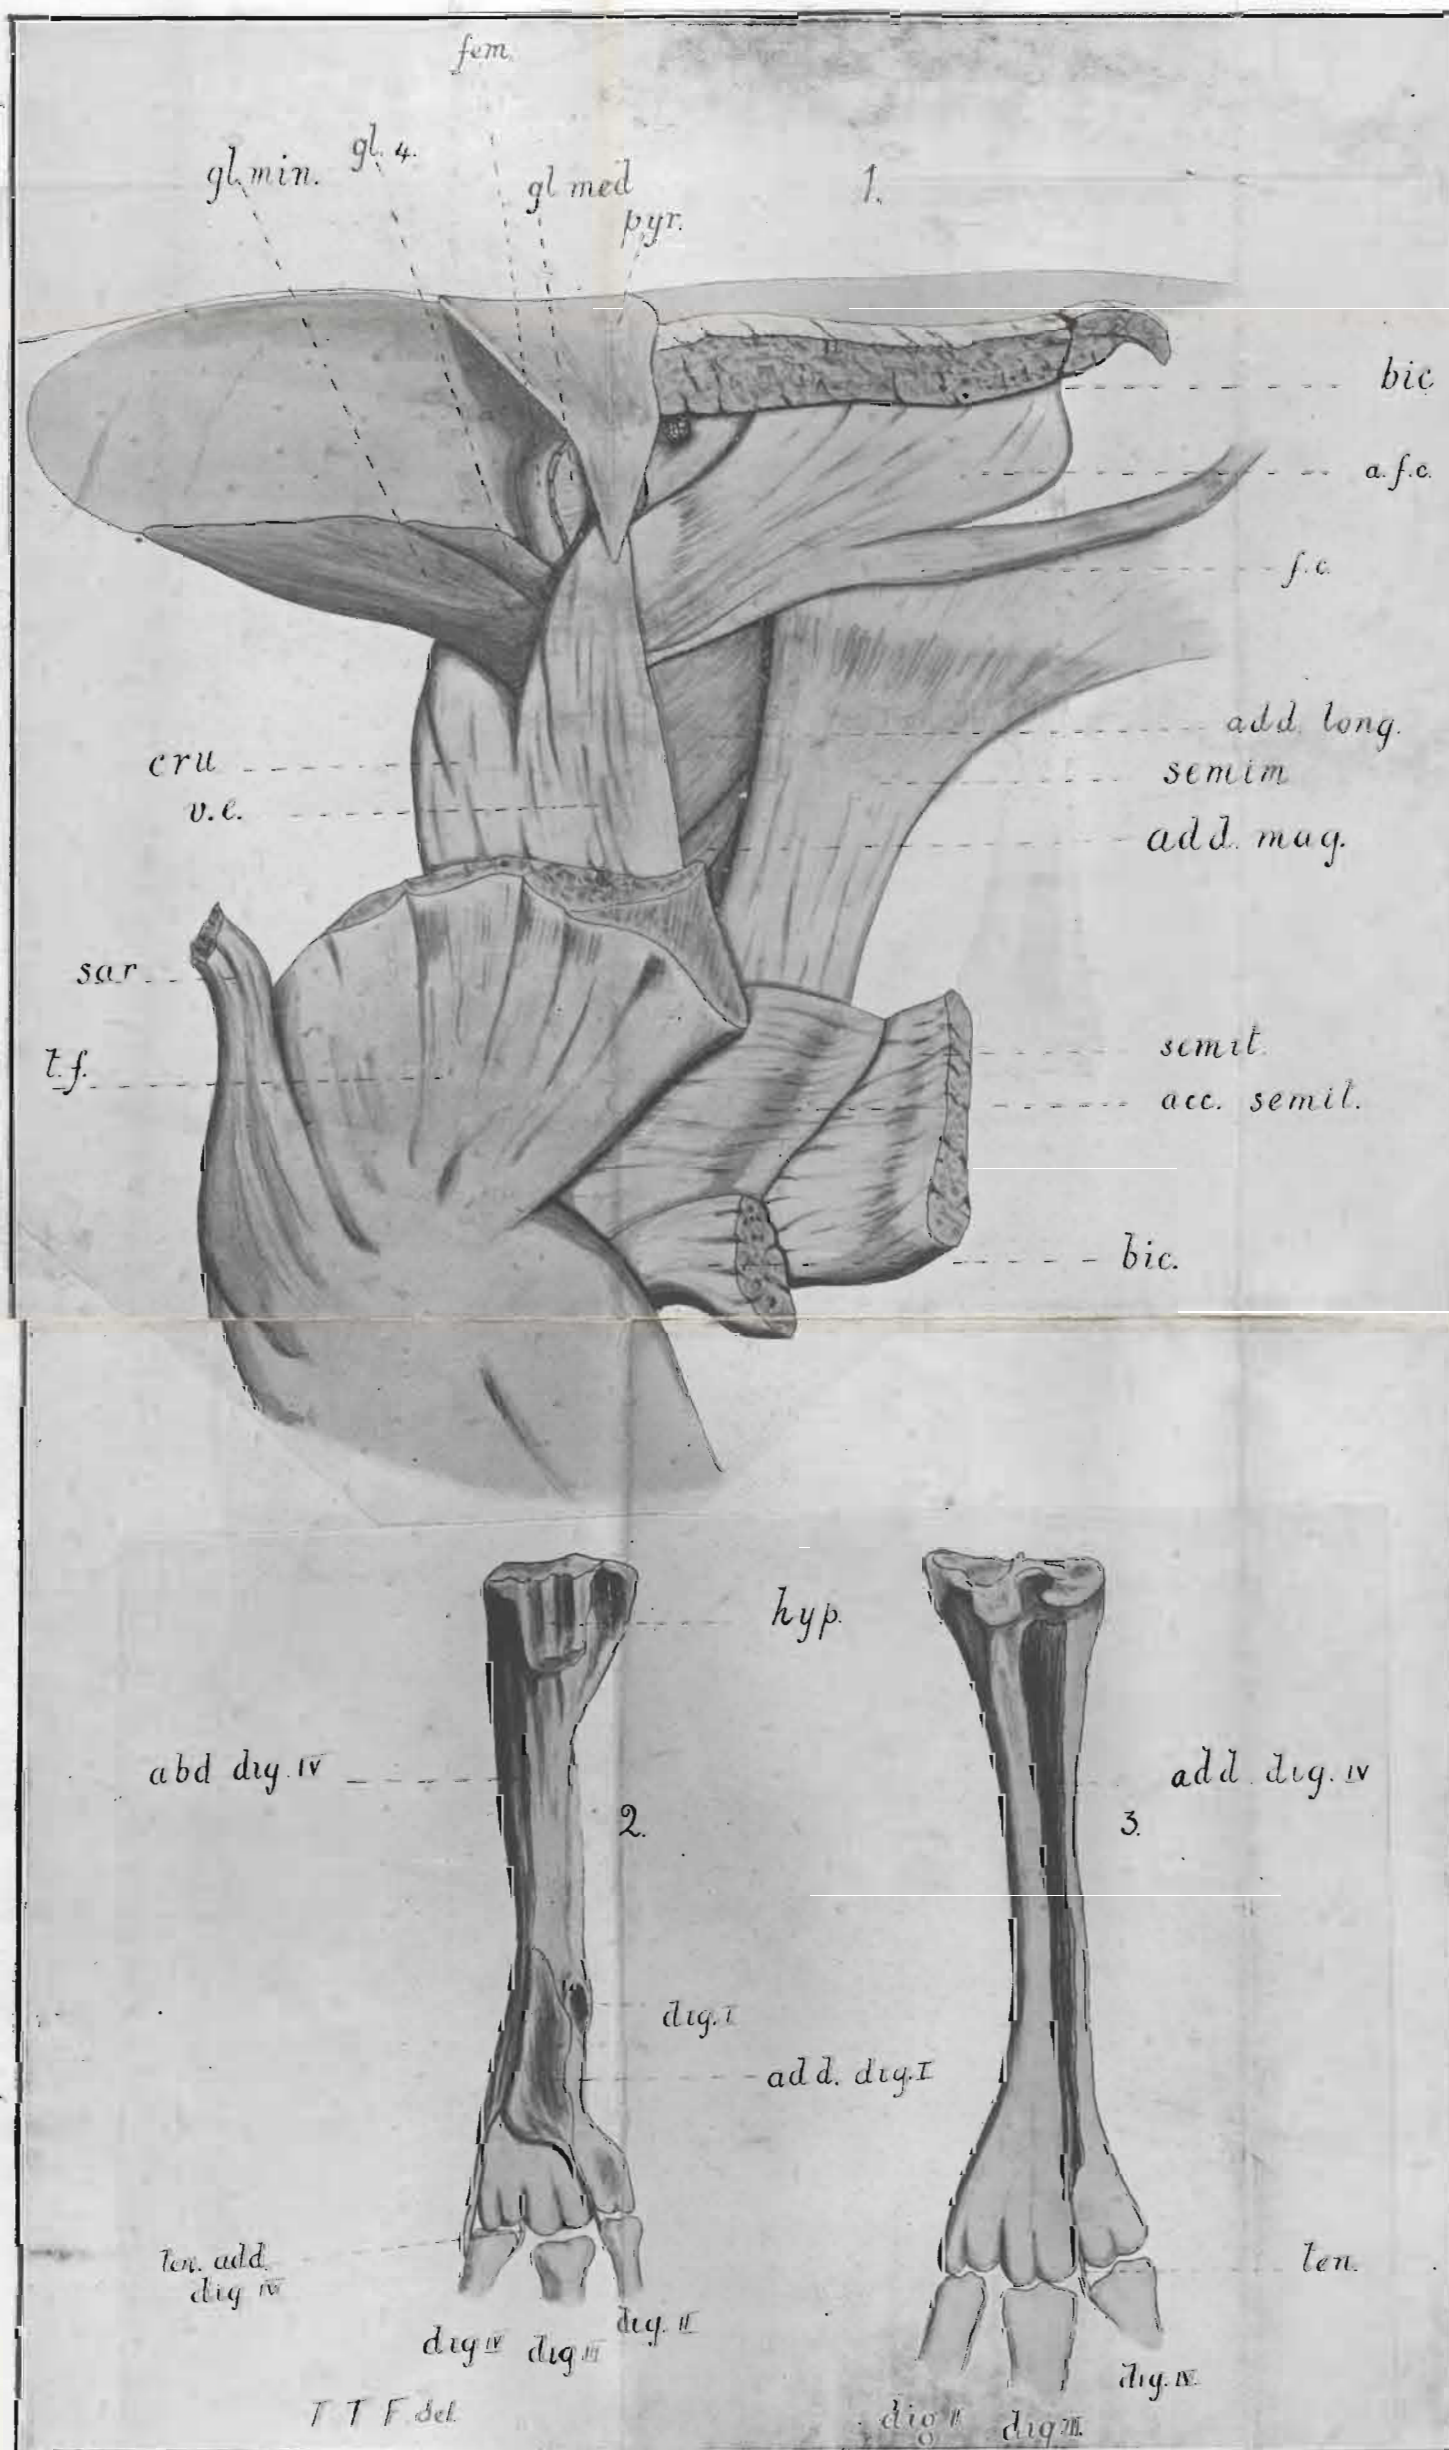 fem.
gl. min.
gl. 4.
gl med
pyr.
1.
bic
a.f.c.
f.c.
add. long.
semim
add. mag.
cru
v.e.
sar
t.f.
semit.
acc. semit.
bic.
hyp.
abd dig. IV
2.
add. dig. IV
3.
dig. I
add. dig. I
ten. add.
dig IV
ten.
dig IV
dig III
dig. II
dig. IV.
dig II
dig III.
T T F. del.